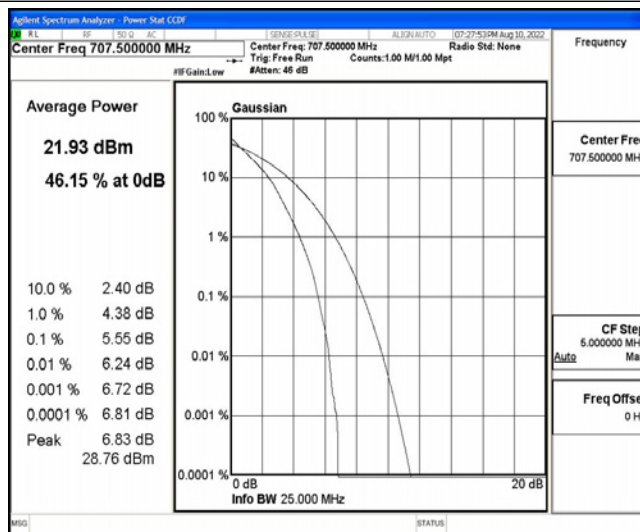 Agilent Spectrum Analyzer - Power Stat CCDF
RL RF 50 Ω AC SENSE:PULSE ALIGN AUTO 07:27:53 PM Aug 10, 2022
Center Freq 707.500000 MHz
Center Freq: 707.500000 MHz Radio Std: None
Trig: Free Run Counts:1.00 M/1.00 Mpt
#IFGain:Low #Atten: 46 dB
Frequency
Average Power
21.93 dBm
46.15 % at 0dB
10.0 % 2.40 dB
1.0 % 4.38 dB
0.1 % 5.55 dB
0.01 % 6.24 dB
0.001 % 6.72 dB
0.0001 % 6.81 dB
Peak 6.83 dB
28.76 dBm
Gaussian
100 %
10 %
1 %
0.1 %
0.01 %
0.001 %
0.0001 %
0 dB 20 dB
Info BW 25.000 MHz
Center Fre
707.500000 MH
CF Ste
5.000000 MH
Auto Ma
Freq Offse
0 H
MSG STATUS